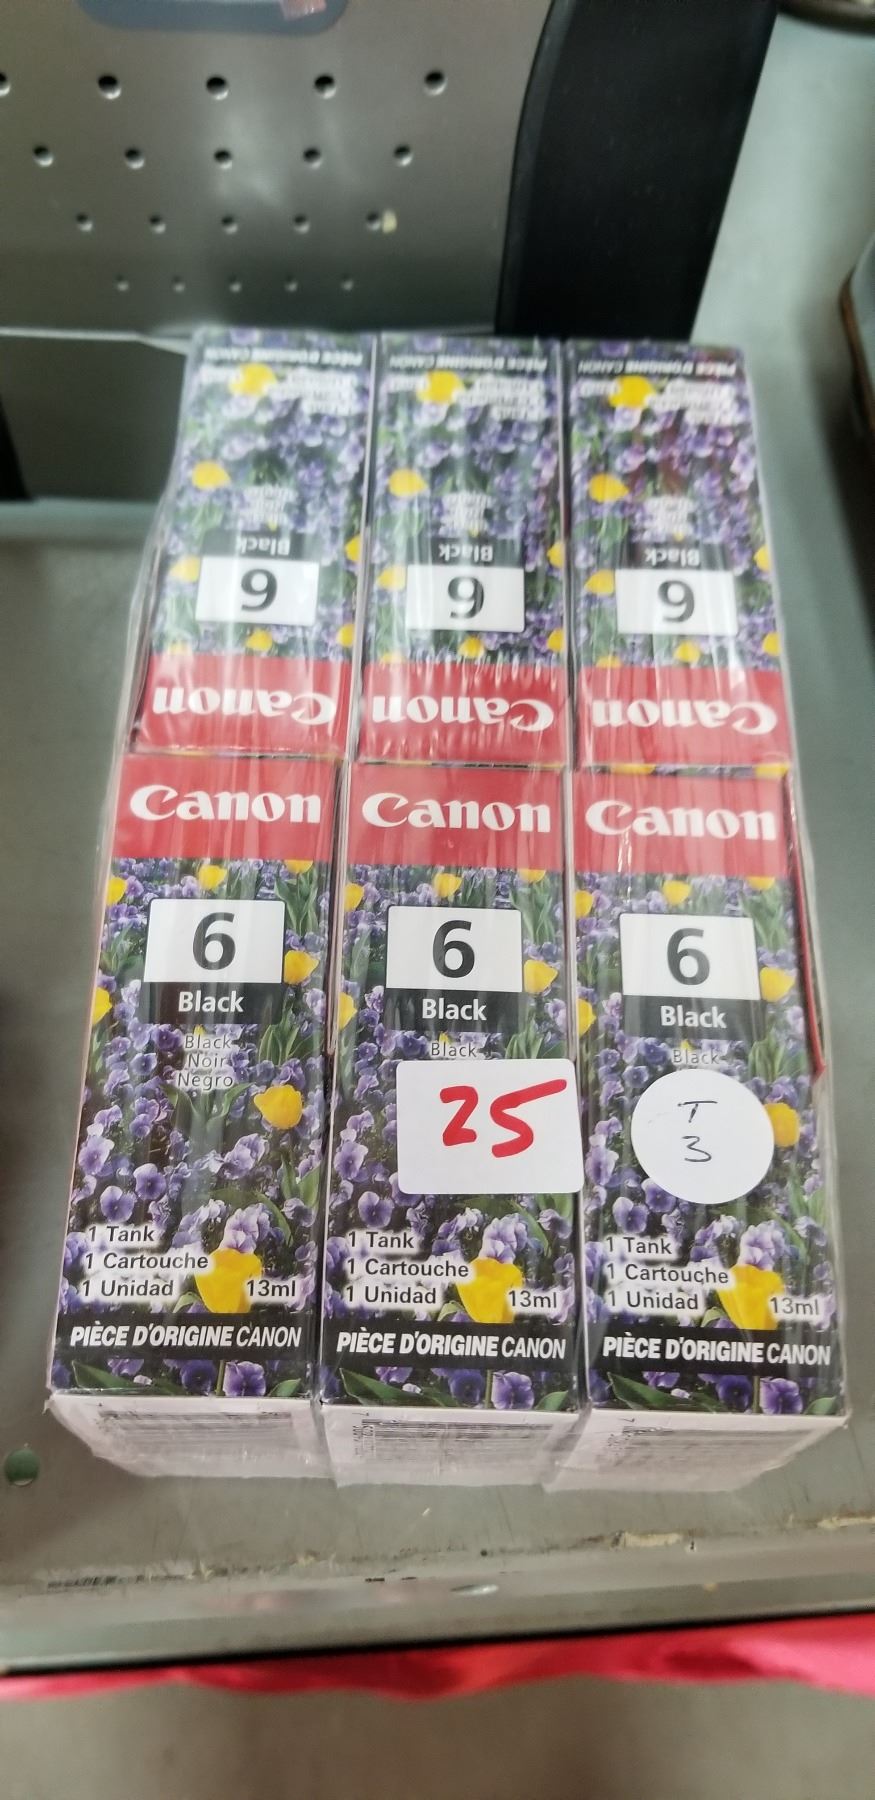 PIÈCE D'ORIGINE CANON
PIÈCE D'ORIGINE CANON
PIÈCE D'ORIGINE CANON
Black
Black
Black
6
6
6
Canon
Canon
Canon
Canon
Canon
Canon
6
6
6
Black
Black
Black
Black
Noir
Negro
Black
Black
25
T
3
1 Tank
1 Cartouche
1 Unidad
13ml
1 Tank
1 Cartouche
1 Unidad
13ml
1 Tank
1 Cartouche
1 Unidad
13ml
PIÈCE D'ORIGINE CANON
PIÈCE D'ORIGINE CANON
PIÈCE D'ORIGINE CANON